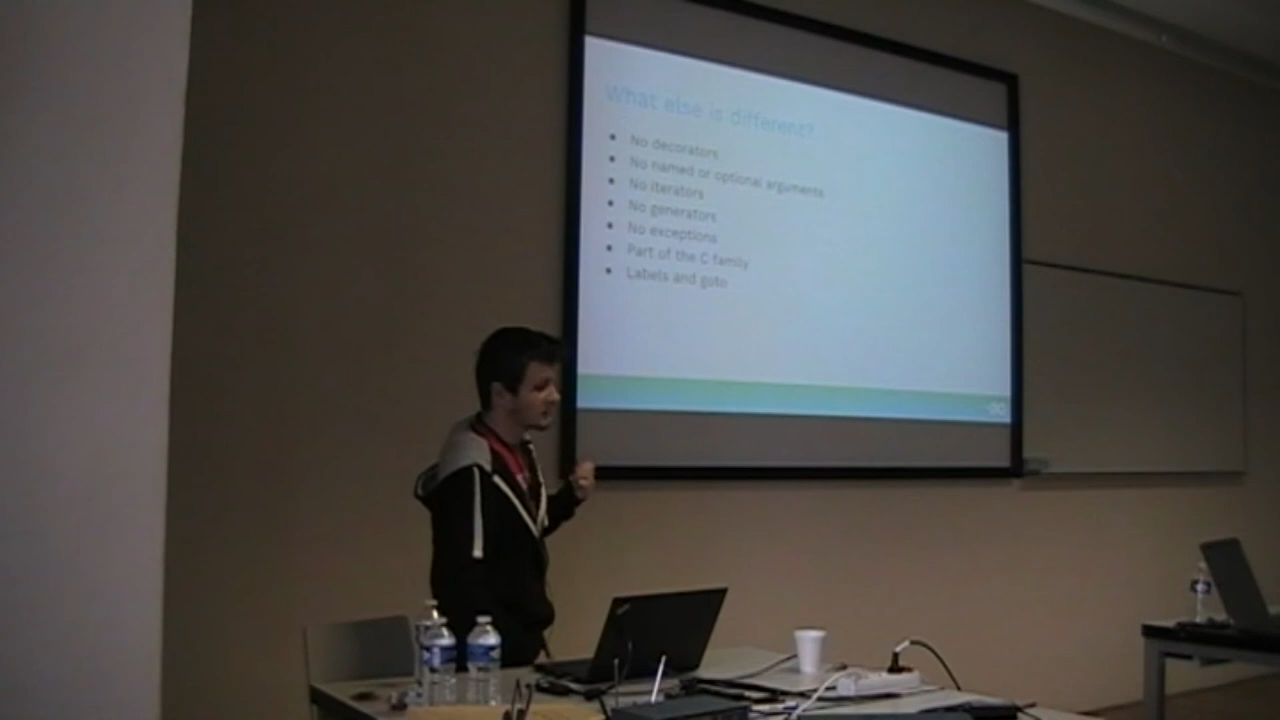 What else is different?
No decorators
No named or optional arguments
No iterators
No generators
No exceptions
Part of the C family
Labels and goto